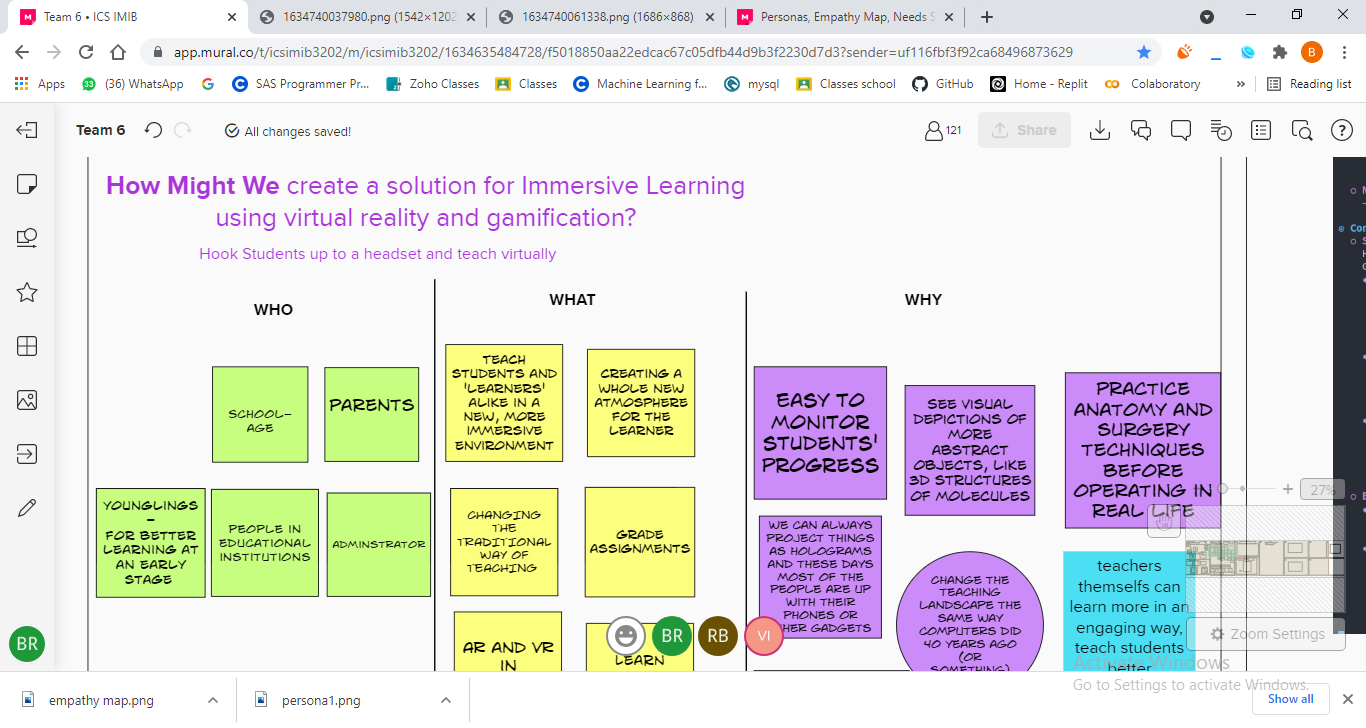 Team 6 • ICS IMIB
1634740037980.png (1542×1202
1634740061338.png (1686×868)
Personas, Empathy Map, Needs S
app.mural.co/t/icsimib3202/m/icsimib3202/1634635484728/f5018850aa22edcac67c05dfb44d9b3f2230d7d3?sender=uf116fbf3f92ca68496873629
B
Apps
33
(36) WhatsApp
SAS Programmer Pr...
Zoho Classes
Classes
Machine Learning f...
mysql
Classes school
GitHub
Home - Replit
Colaboratory
»
Reading list
Team 6
All changes saved!
121
Share
How Might We create a solution for Immersive Learning
using virtual reality and gamification?
Hook Students up to a headset and teach virtually
WHO
SCHOOL-
AGE
PARENTS
YOUNGLINGS
-
FOR BETTER
LEARNING AT
AN EARLY
STAGE
PEOPLE IN
EDUCATIONAL
INSTITUTIONS
ADMINSTRATOR
WHAT
TEACH
STUDENTS AND
'LEARNERS'
ALIKE IN A
NEW, MORE
IMMERSIVE
ENVIRONMENT
CREATING A
WHOLE NEW
ATMOSPHERE
FOR THE
LEARNER
CHANGING
THE
TRADITIONAL
WAY OF
TEACHING
GRADE
ASSIGNMENTS
AR AND VR
IN
LEARN
WHY
EASY TO
MONITOR
STUDENTS'
PROGRESS
SEE VISUAL
DEPICTIONS OF
MORE
ABSTRACT
OBJECTS, LIKE
3D STRUCTURES
OF MOLECULES
PRACTICE
ANATOMY AND
SURGERY
TECHNIQUES
BEFORE
OPERATING IN
REAL LIFE
WE CAN ALWAYS
PROJECT THINGS
AS HOLOGRAMS
AND THESE DAYS
MOST OF THE
PEOPLE ARE UP
WITH THEIR
PHONES OR
HER GADGETS
CHANGE THE
TEACHING
LANDSCAPE THE
SAME WAY
COMPUTERS DID
40 YEARS AGO
(OR
SOMETHING)
teachers
themselfs can
learn more in an
engaging way,
teach students
better
27%
Zoom Settings
BR
BR
RB
VI
Activate Windows
Go to Settings to activate Windows.
empathy map.png
persona1.png
Show all